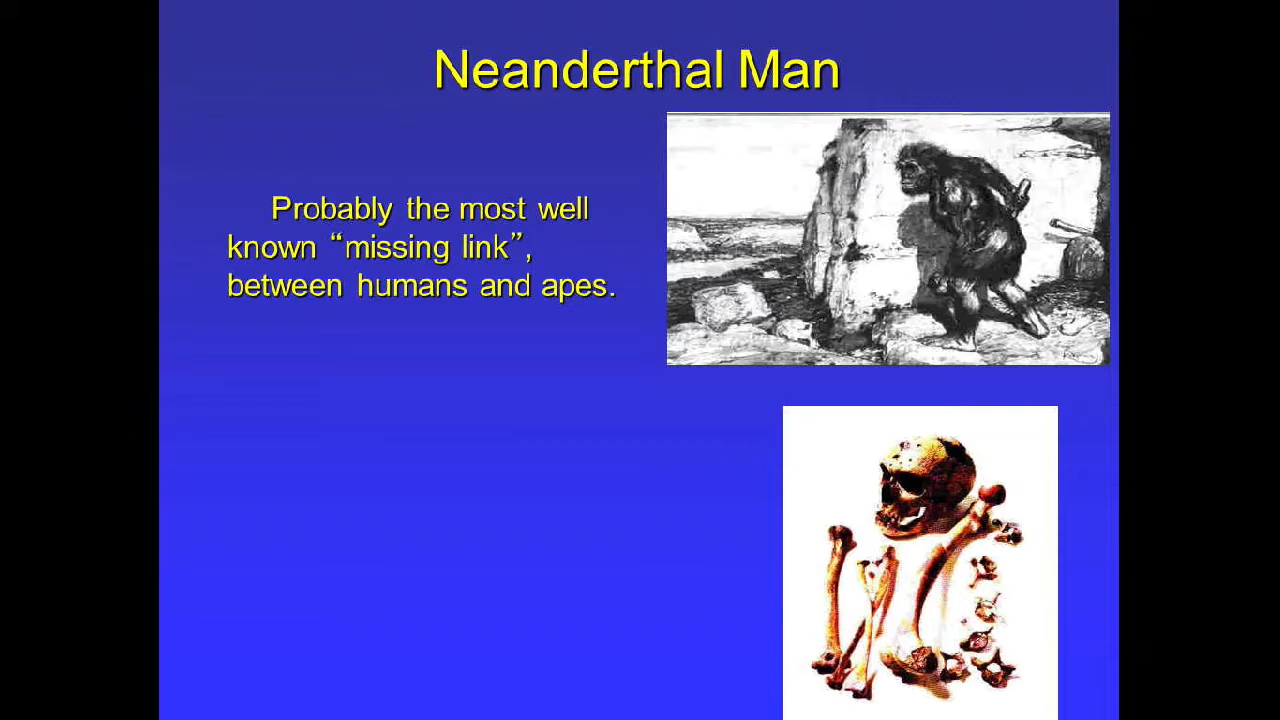 Neanderthal Man
Probably the most well
known “missing link”,
between humans and apes.